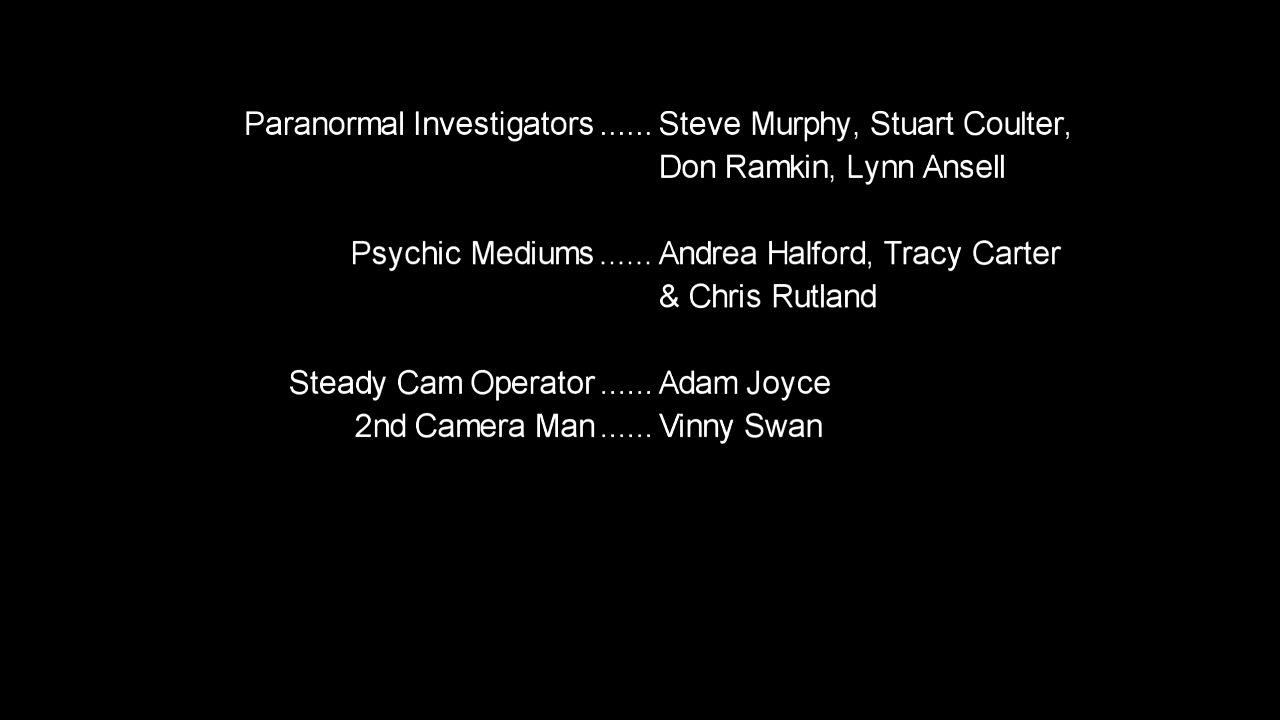 Paranormal Investigators ...... Steve Murphy, Stuart Coulter,
Don Ramkin, Lynn Ansell
Psychic Mediums ...... Andrea Halford, Tracy Carter
& Chris Rutland
Steady Cam Operator ...... Adam Joyce
2nd Camera Man ...... Vinny Swan